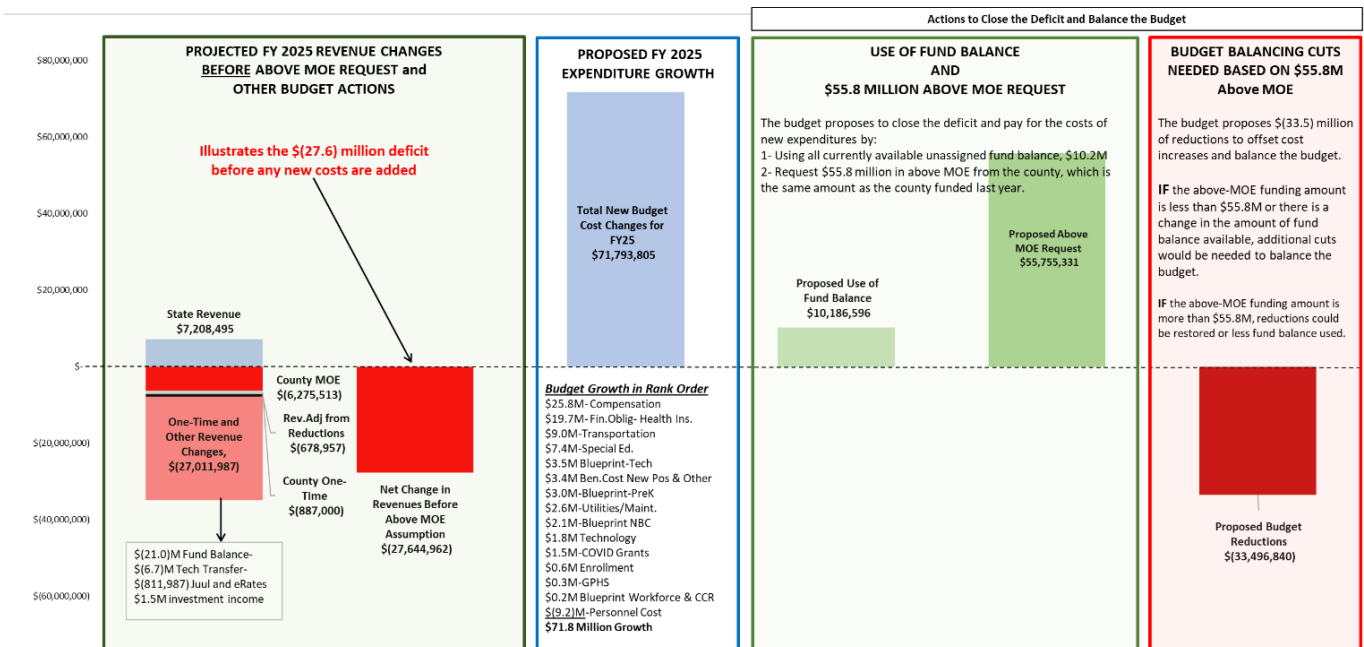 Actions to Close the Deficit and Balance the Budget
PROJECTED FY 2025 REVENUE CHANGES
BEFORE ABOVE MOE REQUEST and
OTHER BUDGET ACTIONS
Illustrates the $(27.6) million deficit
before any new costs are added
$80,000,000
$60,000,000
$40,000,000
$20,000,000
$-
$(20,000,000)
$(40,000,000)
$(60,000,000)
State Revenue
$7,208,495
County MOE
$(6,275,513)
Rev.Adj from
Reductions
$(678,957)
County One-
Time
$(887,000)
One-Time and
Other Revenue
Changes,
$(27,011,987)
Net Change in
Revenues Before
Above MOE
Assumption
$(27,644,962)
$(21.0)M Fund Balance-
$(6.7)M Tech Transfer-
$(811,987) Juul and eRates
$1.5M investment income
PROPOSED FY 2025
EXPENDITURE GROWTH
Total New Budget
Cost Changes for
FY25
$71,793,805
Budget Growth in Rank Order
$25.8M-Compensation
$19.7M-Fin.Oblig- Health Ins.
$9.0M-Transportation
$7.4M-Special Ed.
$3.5M Blueprint-Tech
$3.4M Ben.Cost New Pos & Other
$3.0M-Blueprint-PreK
$2.6M-Utilities/Maint.
$2.1M-Blueprint NBC
$1.8M Technology
$1.5M-COVID Grants
$0.6M Enrollment
$0.3M-GPHS
$0.2M Blueprint Workforce & CCR
$(9.2)M-Personnel Cost
$71.8 Million Growth
USE OF FUND BALANCE
AND
$55.8 MILLION ABOVE MOE REQUEST
The budget proposes to close the deficit and pay for the costs of
new expenditures by:
1- Using all currently available unassigned fund balance, $10.2M
2- Request $55.8 million in above MOE from the county, which is
the same amount as the county funded last year.
Proposed Use of
Fund Balance
$10,186,596
Proposed Above
MOE Request
$55,755,331
BUDGET BALANCING CUTS
NEEDED BASED ON $55.8M
Above MOE
The budget proposes $(33.5) million
of reductions to offset cost
increases and balance the budget.
IF the above-MOE funding amount
is less than $55.8M or there is a
change in the amount of fund
balance available, additional cuts
would be needed to balance the
budget.
IF the above-MOE funding amount is
more than $55.8M, reductions could
be restored or less fund balance used.
Proposed Budget
Reductions
$(33,496,840)